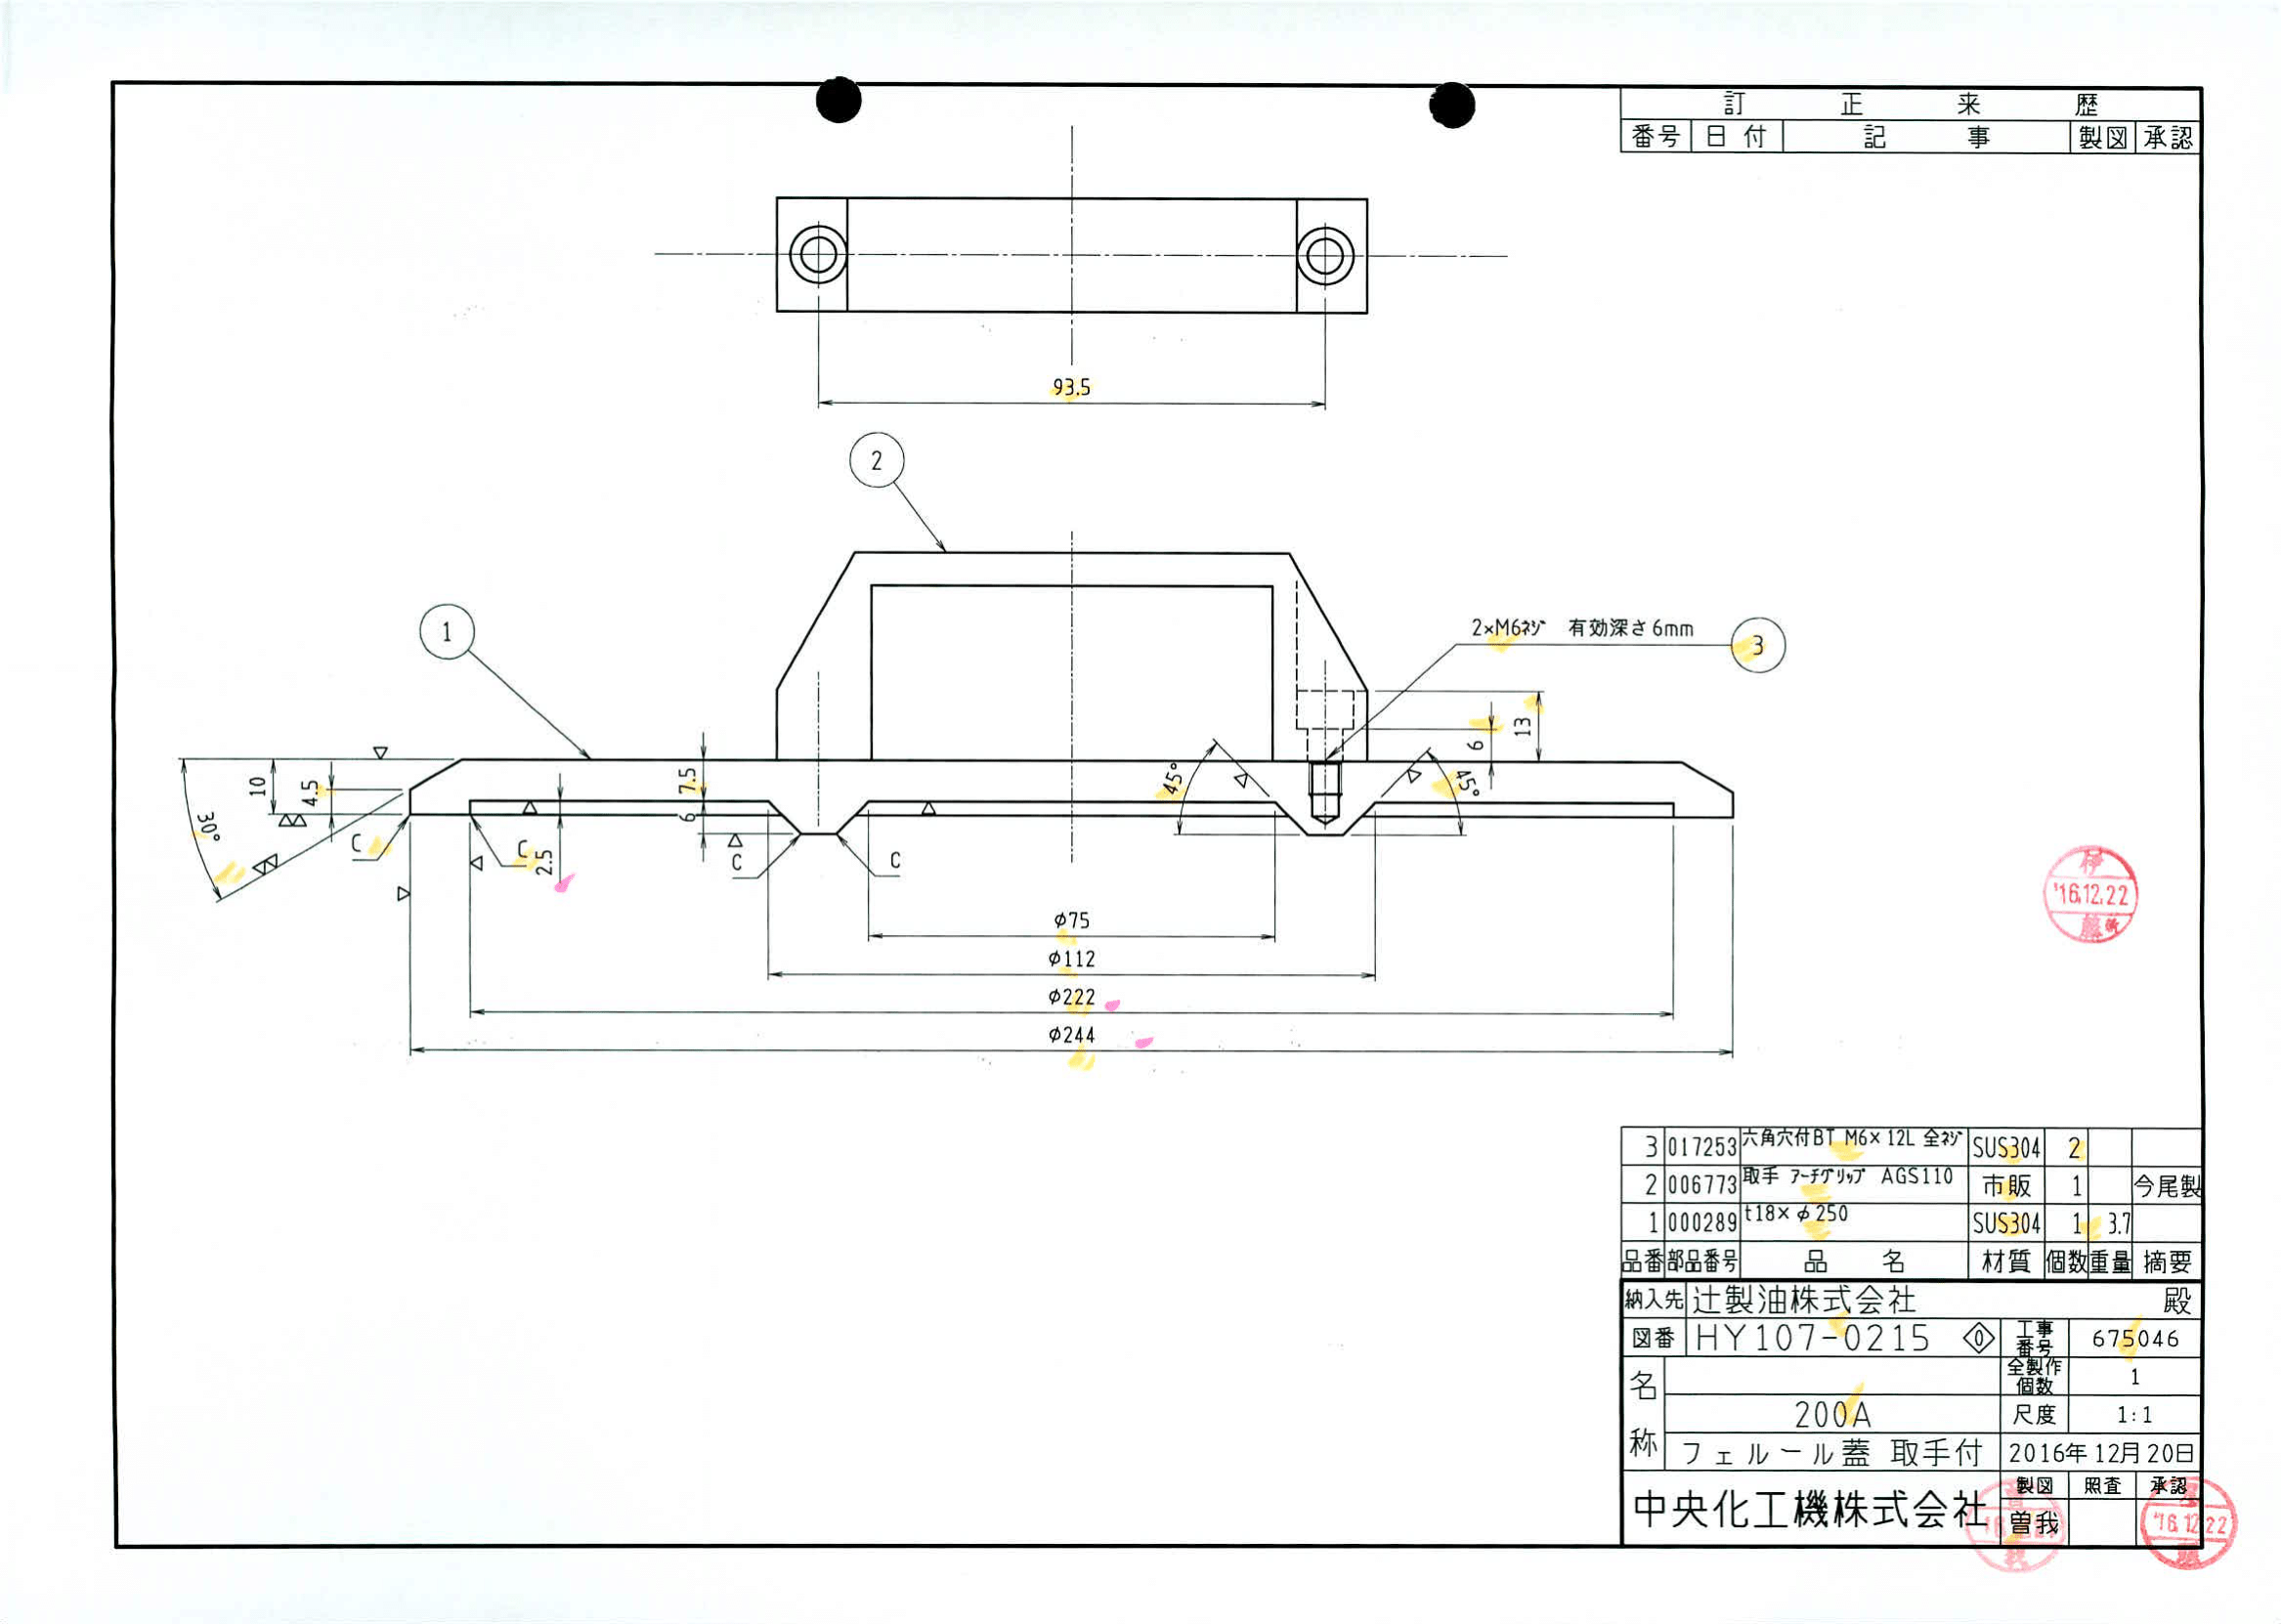 訂正来歴
番号 日付 記事 製図 承認
93.5
2
1
2×M6ネジ 有効深さ6mm
3
13
6
10
4.5
30°
7.5
6
45°
45°
C
C
2.5
C
C
φ75
φ112
φ222
φ244
伊
'16.12.22
藤
3 017253 六角穴付BT M6×12L 全ネジ SUS304 2
2 006773 取手 アーチグリップ AGS110 市販 1 今尾製
1 000289 t18×φ250 SUS304 1 3.7
品番 部品番号 品名 材質 個数 重量 摘要
納入先 辻製油株式会社 殿
図番 HY107-0215 0 工事番号 675046
名称 全製作個数 1
200A 尺度 1:1
フェルール蓋 取手付 2016年12月20日
中央化工機株式会社 製図 照査 承認
曽我
'16.12.22